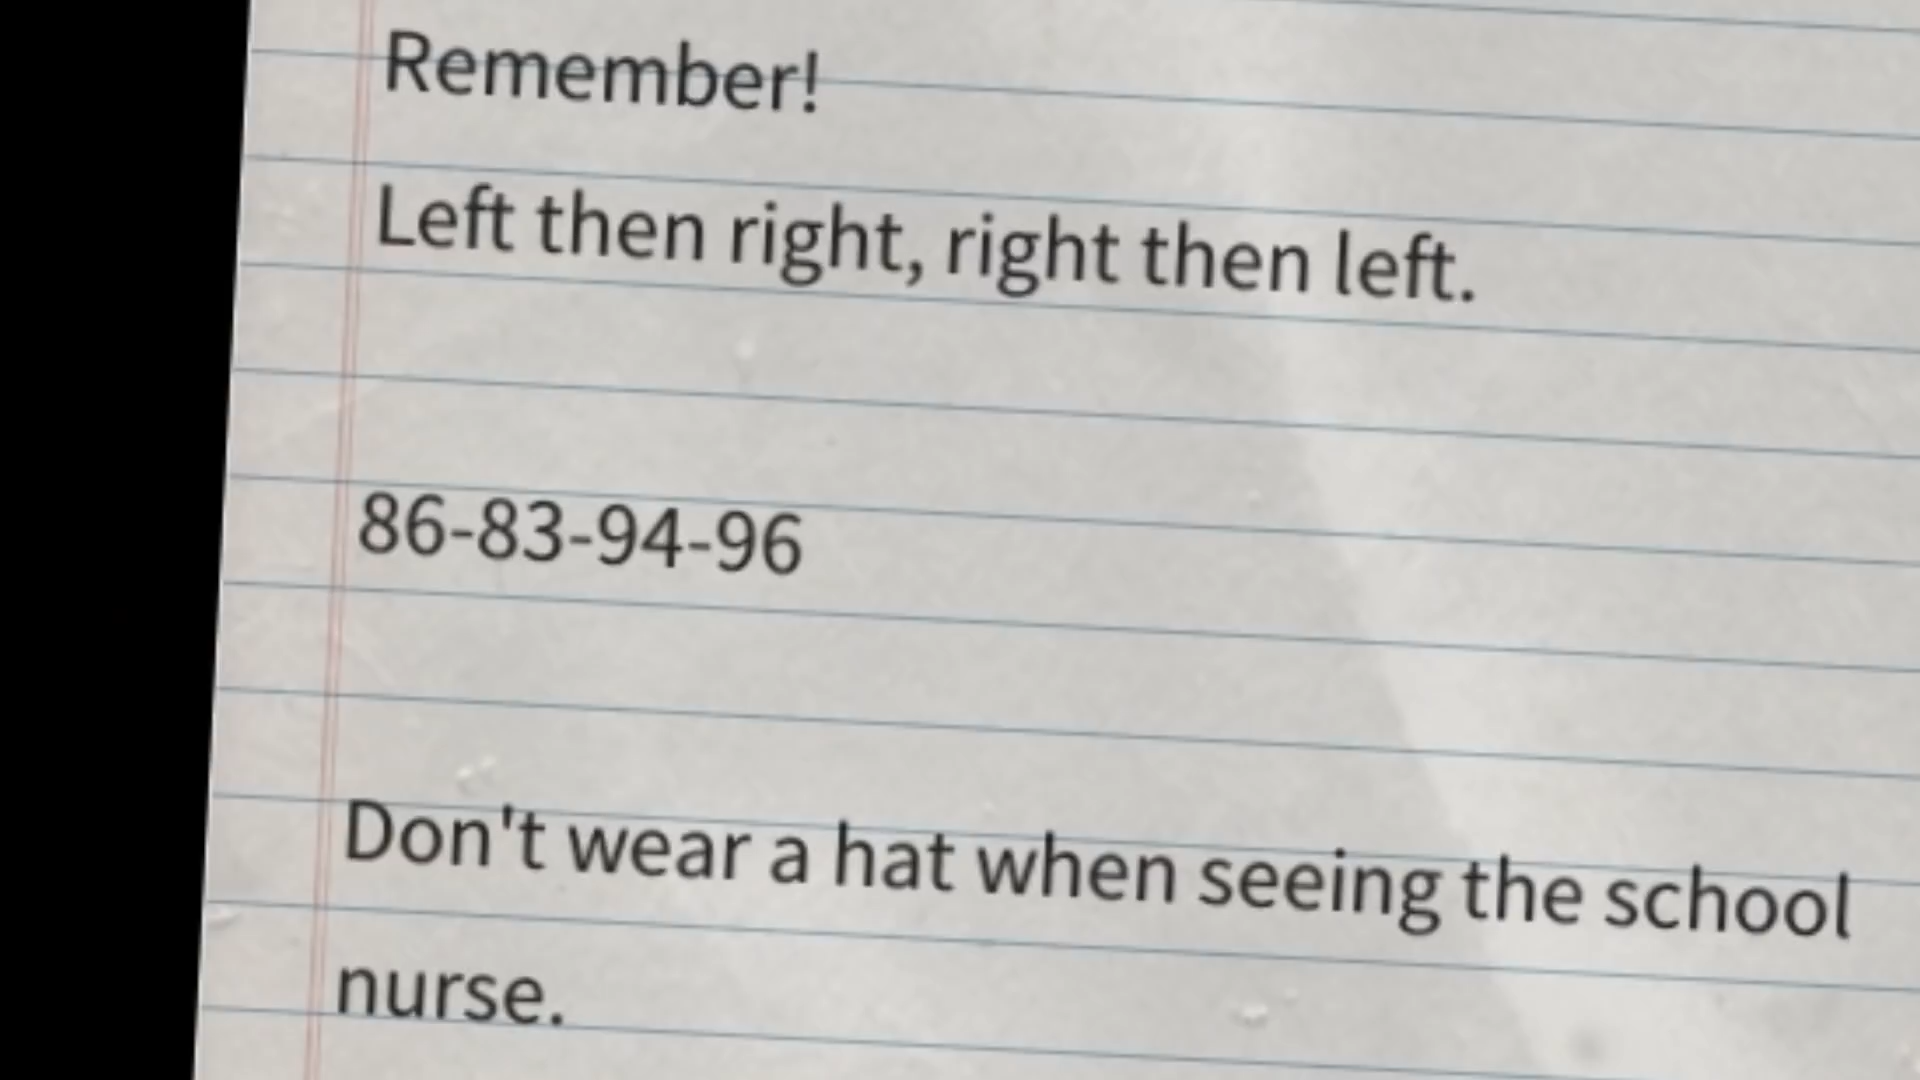 Remember!
Left then right, right then left.
86-83-94-96
Don't wear a hat when seeing the school
nurse.